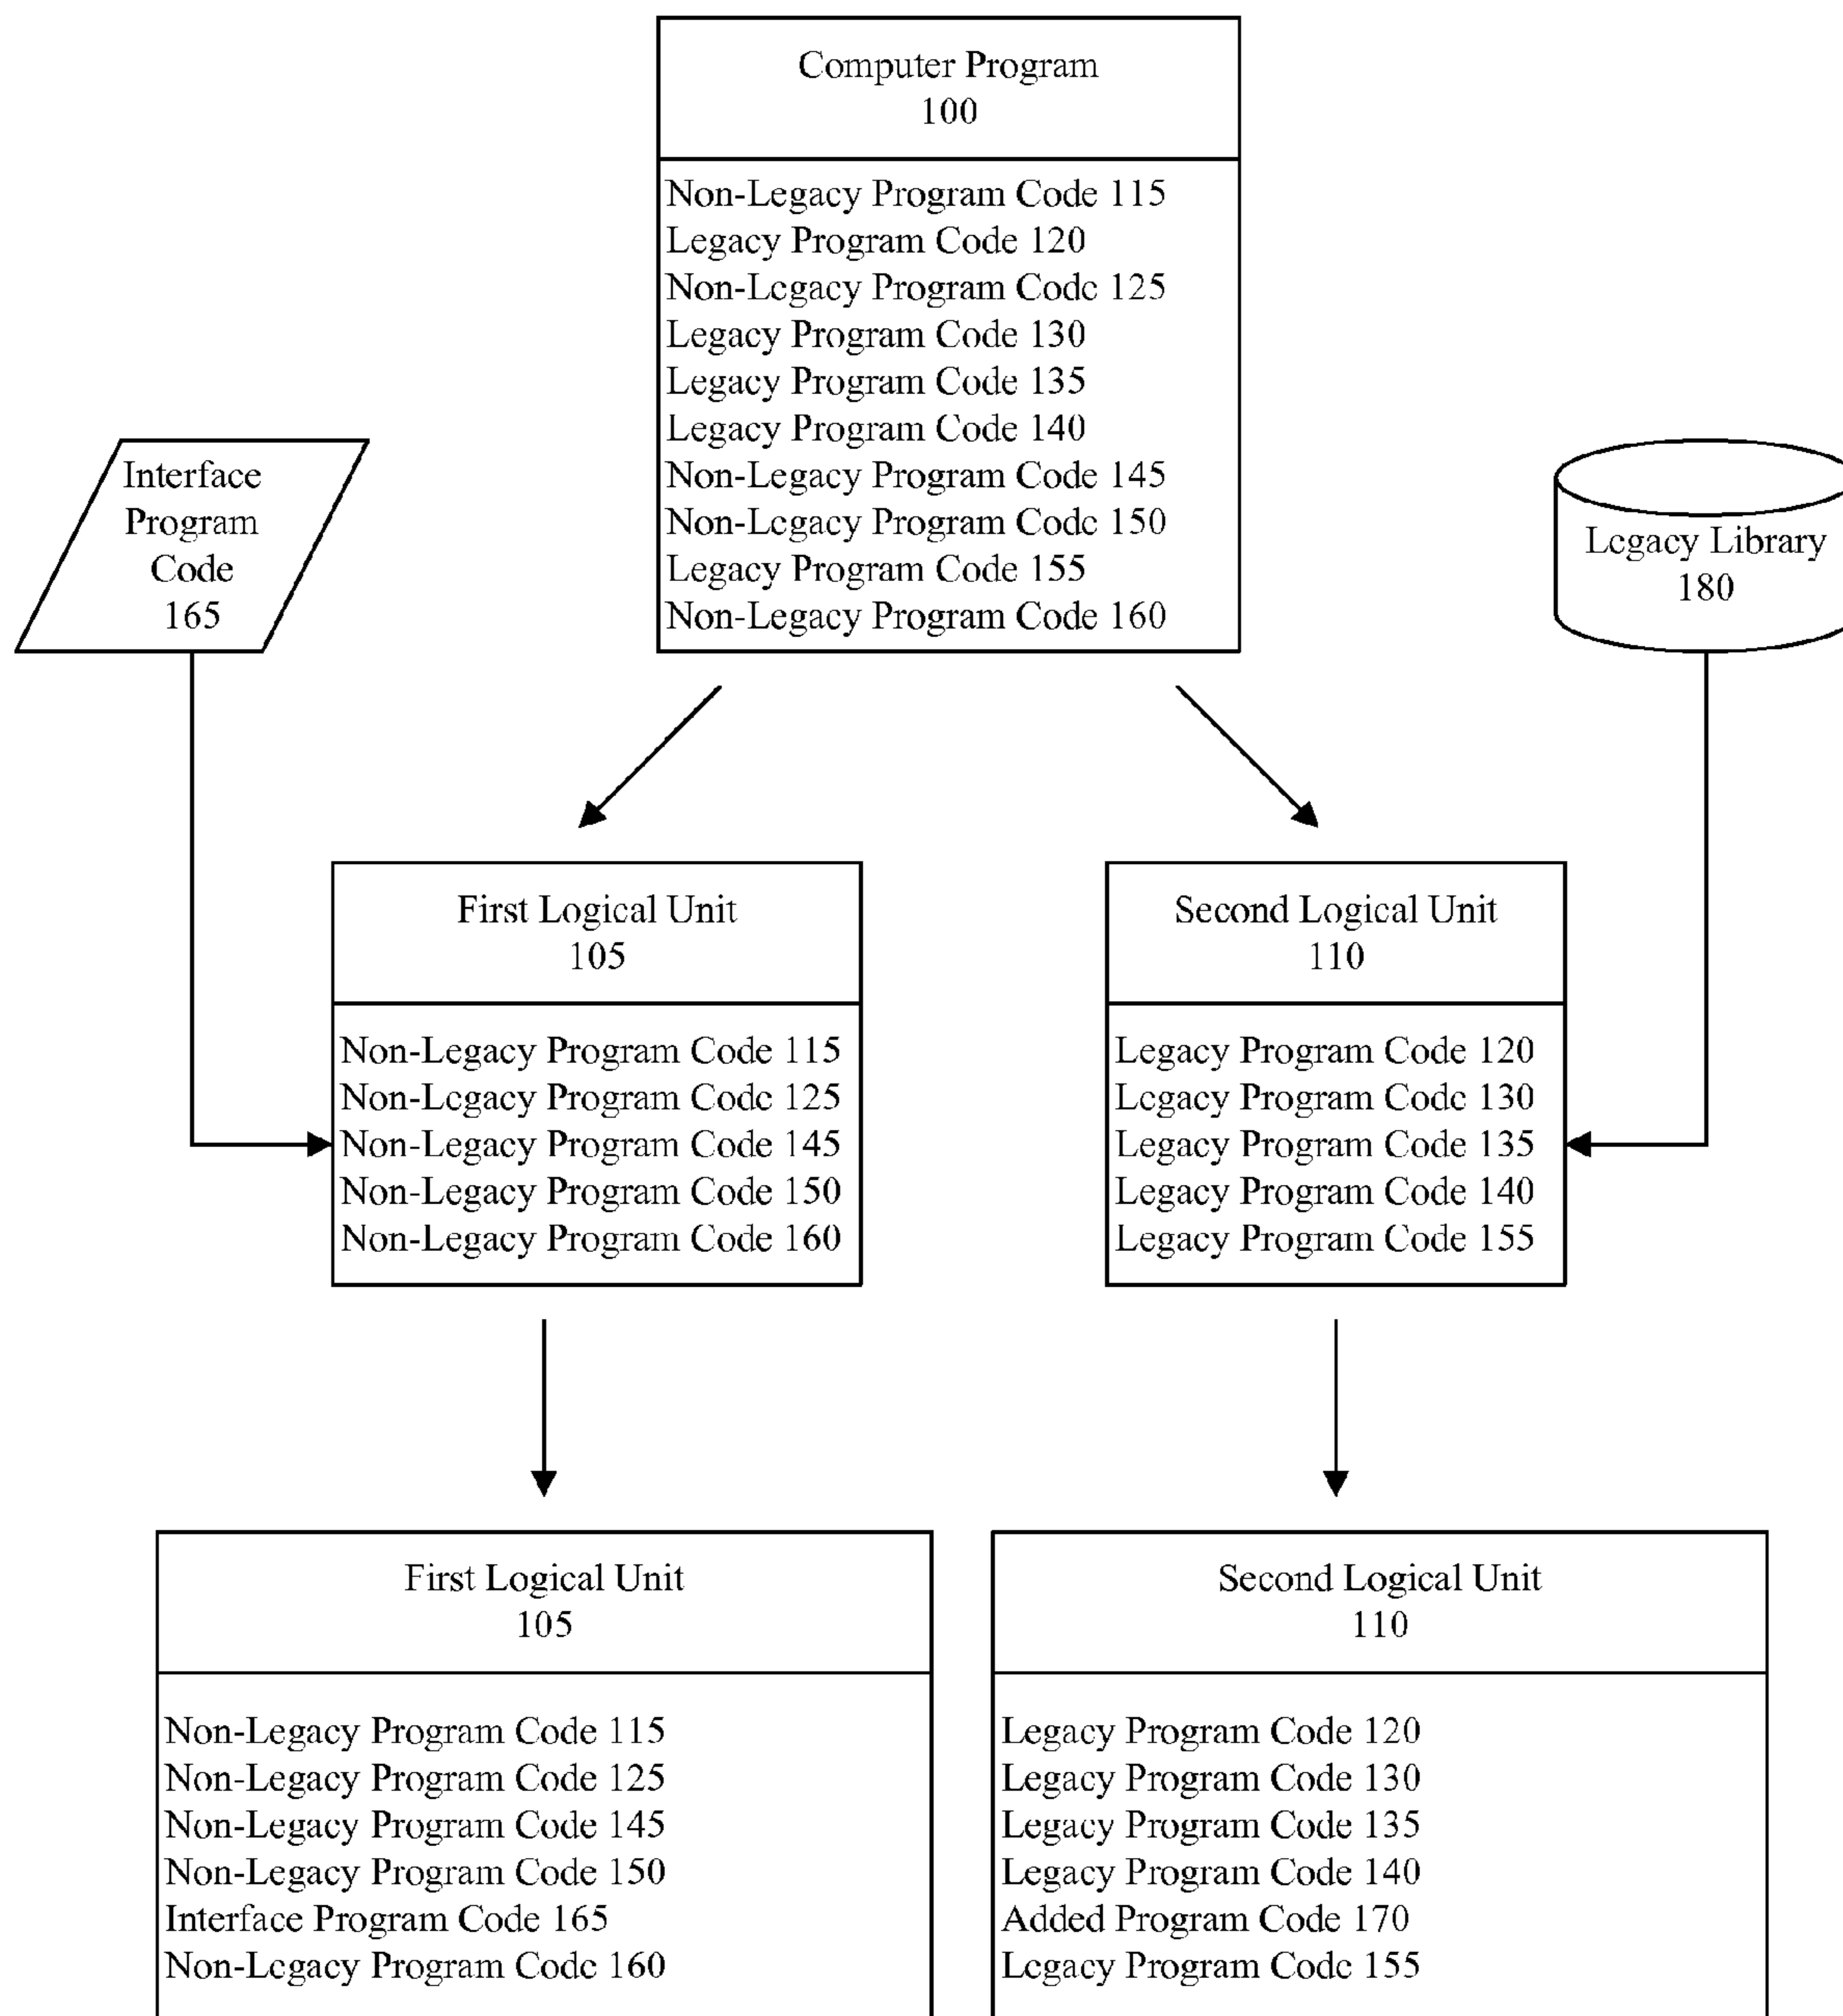 Computer Program
100
Non-Legacy Program Code 115
Legacy Program Code 120
Non-Legacy Program Code 125
Legacy Program Code 130
Legacy Program Code 135
Legacy Program Code 140
Non-Legacy Program Code 145
Non-Legacy Program Code 150
Legacy Program Code 155
Non-Legacy Program Code 160
Interface
Program
Code
165
Legacy Library
180
First Logical Unit
105
Non-Legacy Program Code 115
Non-Legacy Program Code 125
Non-Legacy Program Code 145
Non-Legacy Program Code 150
Non-Legacy Program Code 160
Second Logical Unit
110
Legacy Program Code 120
Legacy Program Code 130
Legacy Program Code 135
Legacy Program Code 140
Legacy Program Code 155
First Logical Unit
105
Non-Legacy Program Code 115
Non-Legacy Program Code 125
Non-Legacy Program Code 145
Non-Legacy Program Code 150
Interface Program Code 165
Non-Legacy Program Code 160
Second Logical Unit
110
Legacy Program Code 120
Legacy Program Code 130
Legacy Program Code 135
Legacy Program Code 140
Added Program Code 170
Legacy Program Code 155